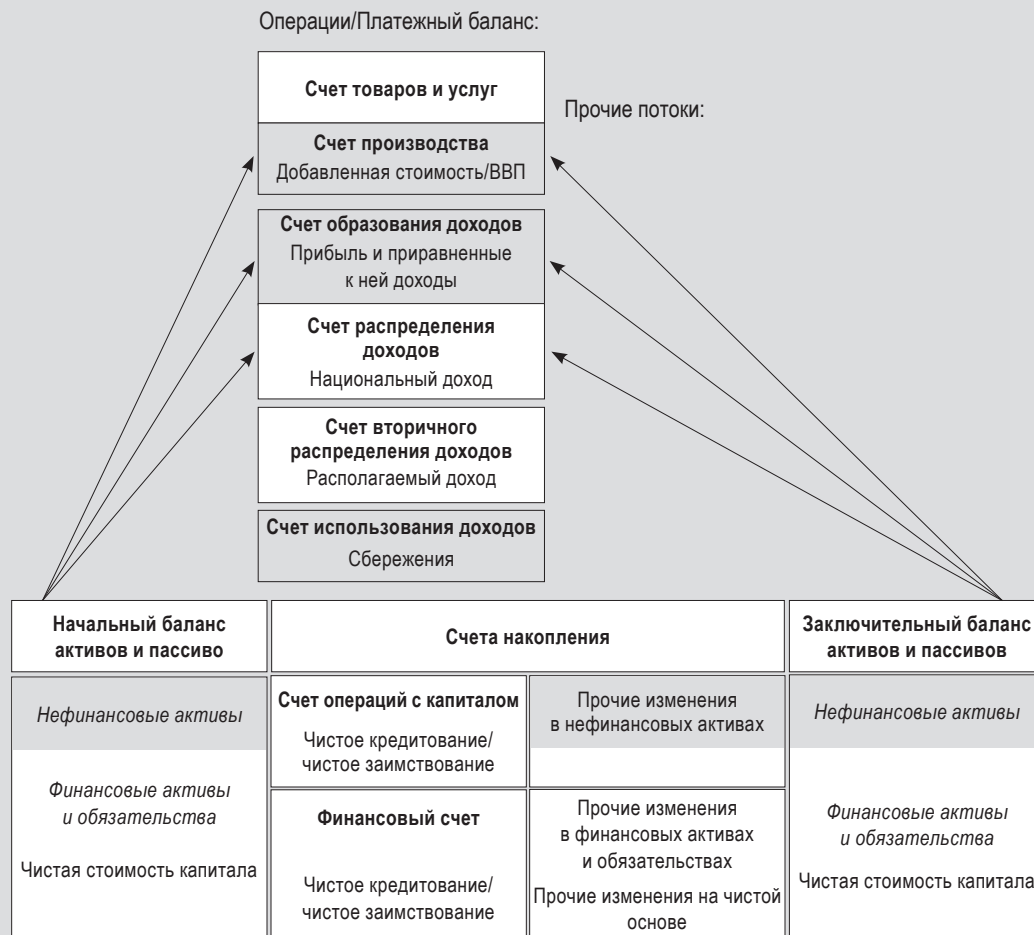 Операции/Платежный баланс:
Счет товаров и услуг
Прочие потоки:
Счет производства
Добавленная стоимость/ВВП
Счет образования доходов
Прибыль и приравненные
к ней доходы
Счет распределения
доходов
Национальный доход
Счет вторичного
распределения доходов
Располагаемый доход
Счет использования доходов
Сбережения
Начальный баланс
активов и пассиво
Счета накопления
Заключительный баланс
активов и пассивов
Нефинансовые активы
Финансовые активы
и обязательства
Чистая стоимость капитала
Счет операций с капиталом
Чистое кредитование/
чистое заимствование
Прочие изменения
в нефинансовых активах
Финансовый счет
Чистое кредитование/
чистое заимствование
Прочие изменения
в финансовых активах
и обязательствах
Прочие изменения на чистой
основе
Нефинансовые активы
Финансовые активы
и обязательства
Чистая стоимость капитала